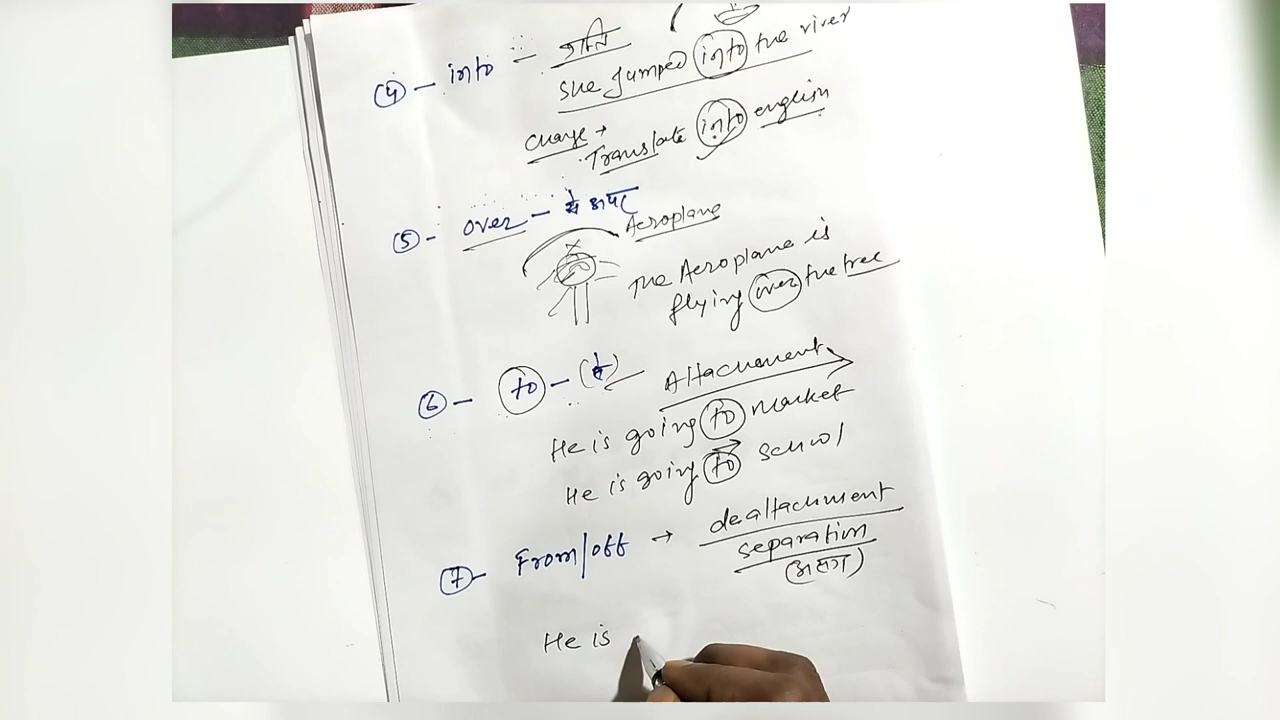 ④ - into - गति
She Jumped into the river
Change →
Translate into english
⑤ - over - के ऊपर
Aeroplane
The Aeroplane is
flying over the tree
⑥ - to - (को)
Attachment
He is going to market
He is going to school
⑦ - From/off → deattachment
separation
(अलग)
He is